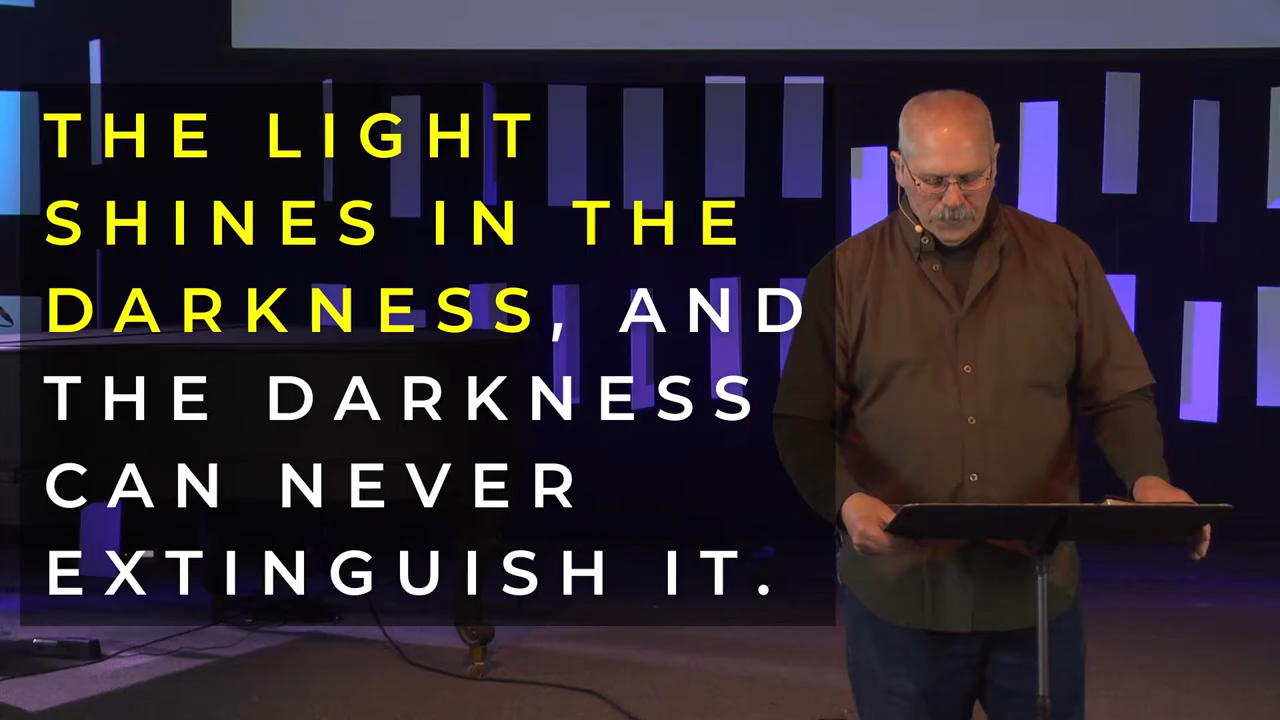 THE LIGHT
SHINES IN THE
DARKNESS, AND
THE DARKNESS
CAN NEVER
EXTINGUISH IT.